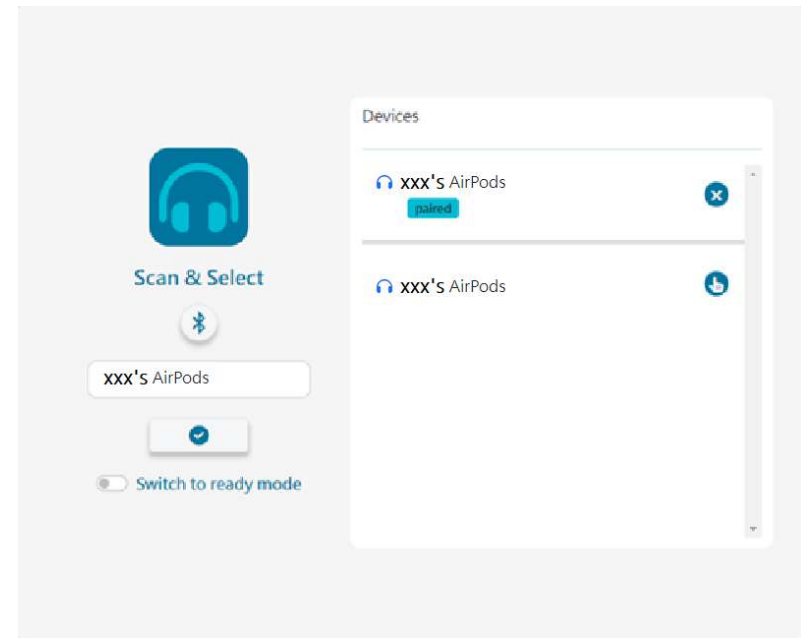 Devices
xxx's AirPods
paired
xxx's AirPods
Scan & Select
xxx's AirPods
Switch to ready mode